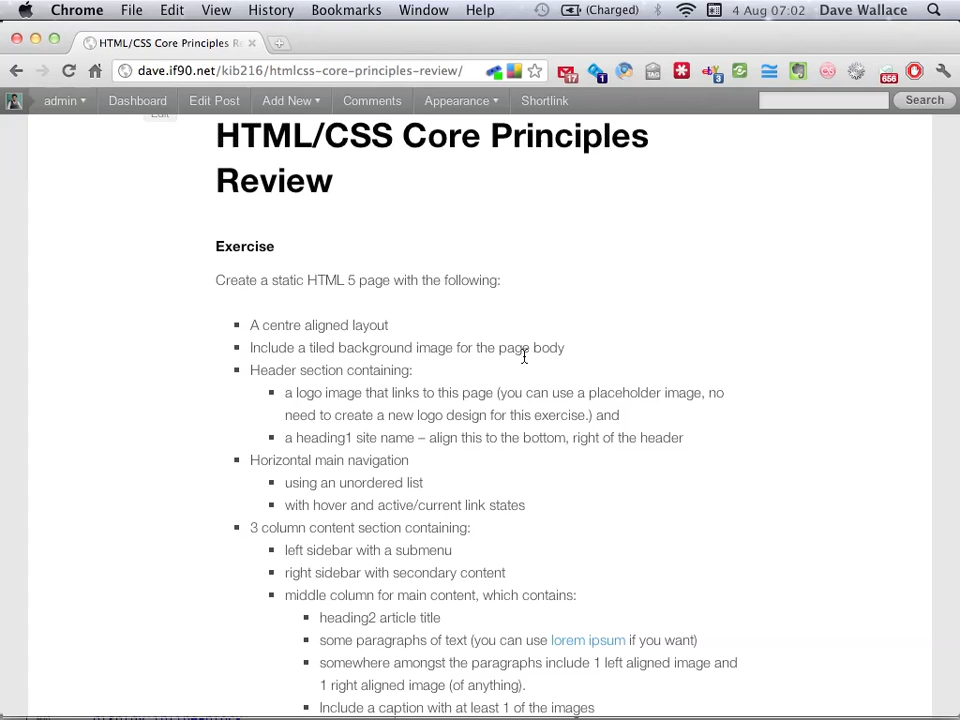 Chrome File Edit View History Bookmarks Window Help (Charged) 4 Aug 07:02 Dave Wallace
HTML/CSS Core Principles Re
dave.if90.net/kib216/htmlcss-core-principles-review/
17 1 3 656
admin Dashboard Edit Post Add New Comments Appearance Shortlink Search
Edit
HTML/CSS Core Principles
Review
Exercise
Create a static HTML 5 page with the following:
A centre aligned layout
Include a tiled background image for the page body
Header section containing:
a logo image that links to this page (you can use a placeholder image, no
need to create a new logo design for this exercise.) and
a heading1 site name – align this to the bottom, right of the header
Horizontal main navigation
using an unordered list
with hover and active/current link states
3 column content section containing:
left sidebar with a submenu
right sidebar with secondary content
middle column for main content, which contains:
heading2 article title
some paragraphs of text (you can use lorem ipsum if you want)
somewhere amongst the paragraphs include 1 left aligned image and
1 right aligned image (of anything).
Include a caption with at least 1 of the images